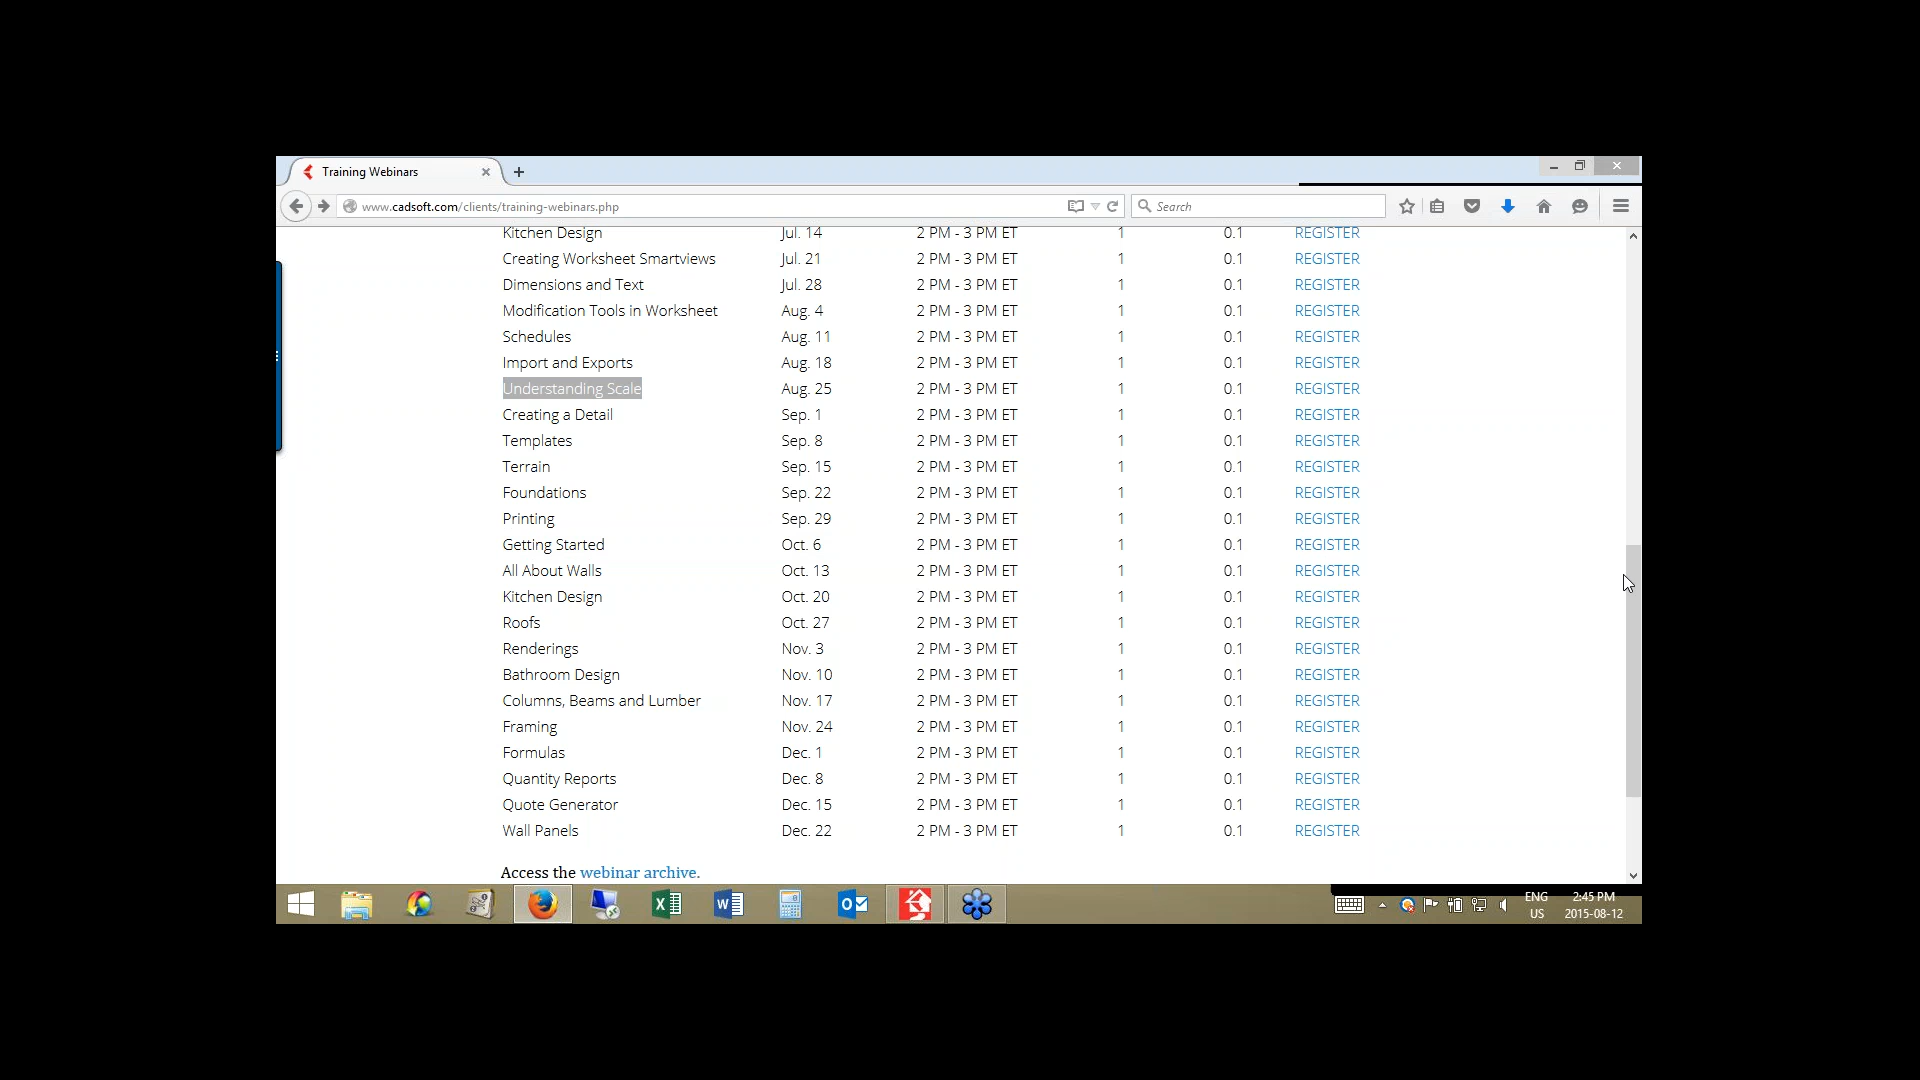 Training Webinars
www.cadsoft.com/clients/training-webinars.php
Search
Kitchen Design Jul. 14 2 PM - 3 PM ET 1 0.1 REGISTER
Creating Worksheet Smartviews Jul. 21 2 PM - 3 PM ET 1 0.1 REGISTER
Dimensions and Text Jul. 28 2 PM - 3 PM ET 1 0.1 REGISTER
Modification Tools in Worksheet Aug. 4 2 PM - 3 PM ET 1 0.1 REGISTER
Schedules Aug. 11 2 PM - 3 PM ET 1 0.1 REGISTER
Import and Exports Aug. 18 2 PM - 3 PM ET 1 0.1 REGISTER
Understanding Scale Aug. 25 2 PM - 3 PM ET 1 0.1 REGISTER
Creating a Detail Sep. 1 2 PM - 3 PM ET 1 0.1 REGISTER
Templates Sep. 8 2 PM - 3 PM ET 1 0.1 REGISTER
Terrain Sep. 15 2 PM - 3 PM ET 1 0.1 REGISTER
Foundations Sep. 22 2 PM - 3 PM ET 1 0.1 REGISTER
Printing Sep. 29 2 PM - 3 PM ET 1 0.1 REGISTER
Getting Started Oct. 6 2 PM - 3 PM ET 1 0.1 REGISTER
All About Walls Oct. 13 2 PM - 3 PM ET 1 0.1 REGISTER
Kitchen Design Oct. 20 2 PM - 3 PM ET 1 0.1 REGISTER
Roofs Oct. 27 2 PM - 3 PM ET 1 0.1 REGISTER
Renderings Nov. 3 2 PM - 3 PM ET 1 0.1 REGISTER
Bathroom Design Nov. 10 2 PM - 3 PM ET 1 0.1 REGISTER
Columns, Beams and Lumber Nov. 17 2 PM - 3 PM ET 1 0.1 REGISTER
Framing Nov. 24 2 PM - 3 PM ET 1 0.1 REGISTER
Formulas Dec. 1 2 PM - 3 PM ET 1 0.1 REGISTER
Quantity Reports Dec. 8 2 PM - 3 PM ET 1 0.1 REGISTER
Quote Generator Dec. 15 2 PM - 3 PM ET 1 0.1 REGISTER
Wall Panels Dec. 22 2 PM - 3 PM ET 1 0.1 REGISTER
Access the webinar archive.
ENG 2:45 PM
US 2015-08-12